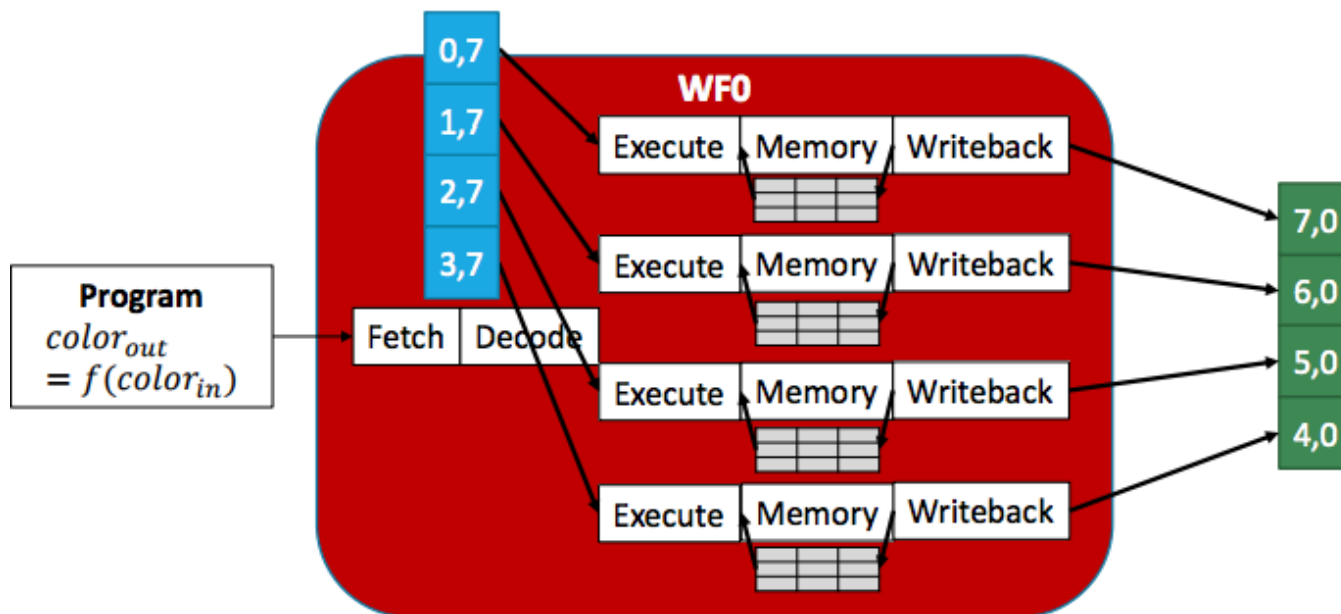 0,7
1,7
2,7
3,7
WF0
Execute Memory Writeback
Execute Memory Writeback
Program
color_out
= f(color_in)
Fetch Decode
Execute Memory Writeback
Execute Memory Writeback
7,0
6,0
5,0
4,0